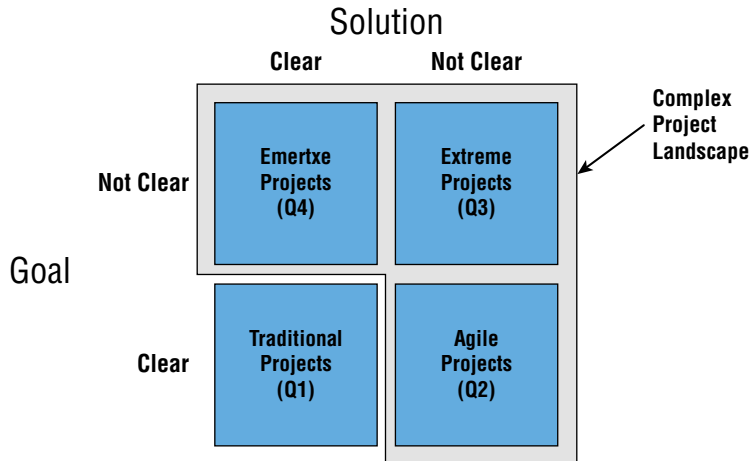 Solution
Clear
Not Clear
Complex
Project
Landscape
Not Clear
Emertxe
Projects
(Q4)
Extreme
Projects
(Q3)
Goal
Clear
Traditional
Projects
(Q1)
Agile
Projects
(Q2)